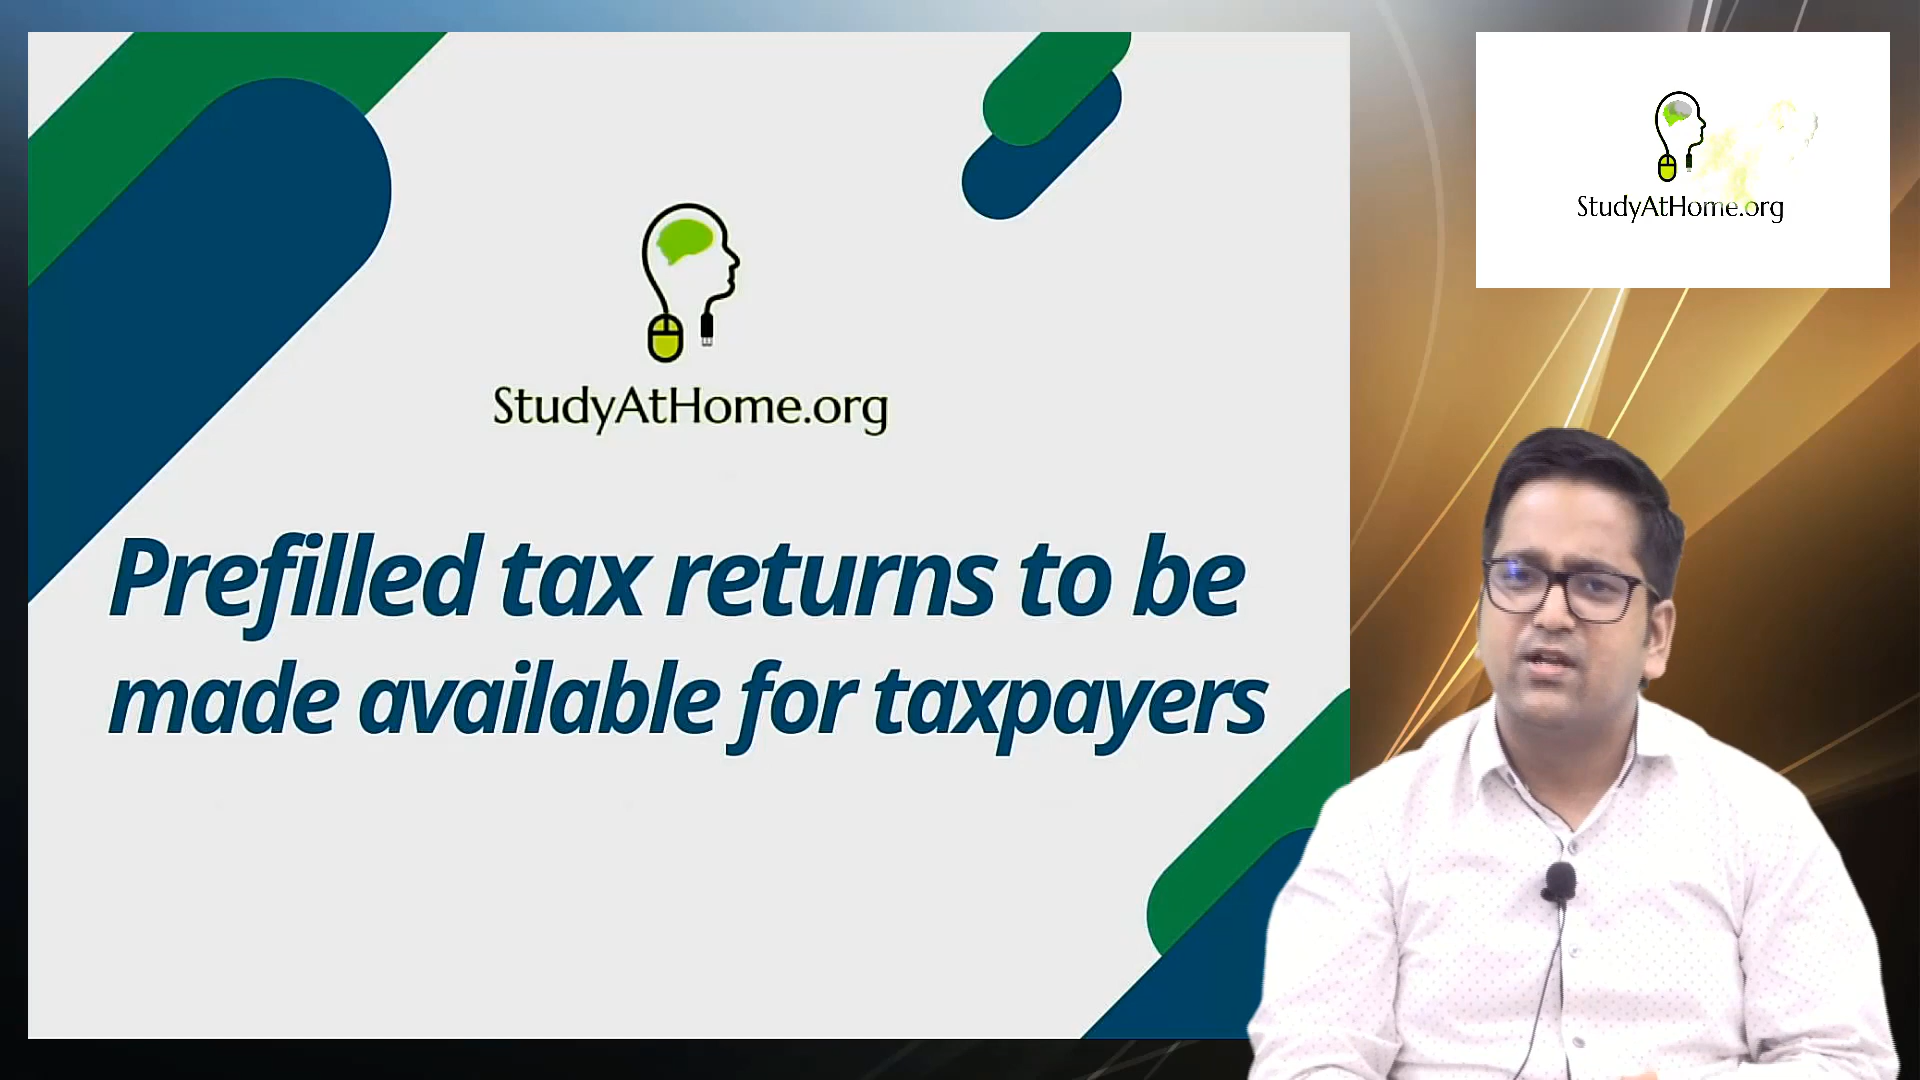 StudyAtHome.org
Prefilled tax returns to be
made available for taxpayers
StudyAtHome.org